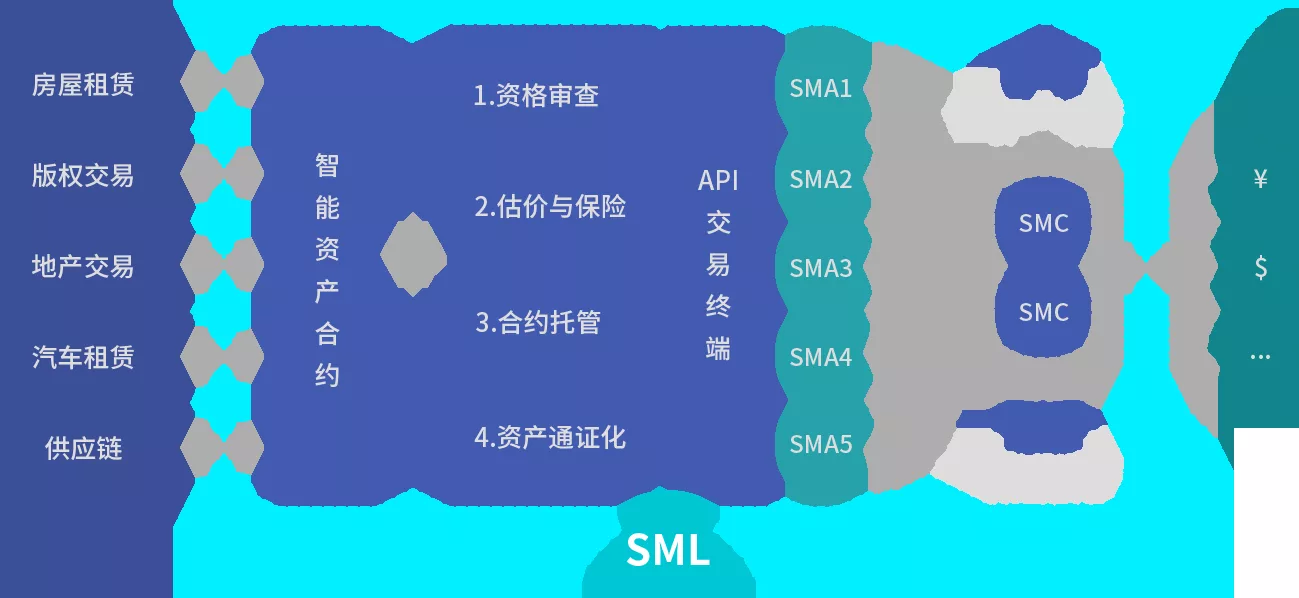 房屋租赁
版权交易
地产交易
汽车租赁
供应链
智能资产合约
1.资格审查
2.估价与保险
3.合约托管
4.资产通证化
API
交易终端
SMA1
SMA2
SMA3
SMA4
SMA5
SMC
SMC
¥
$
...
SML